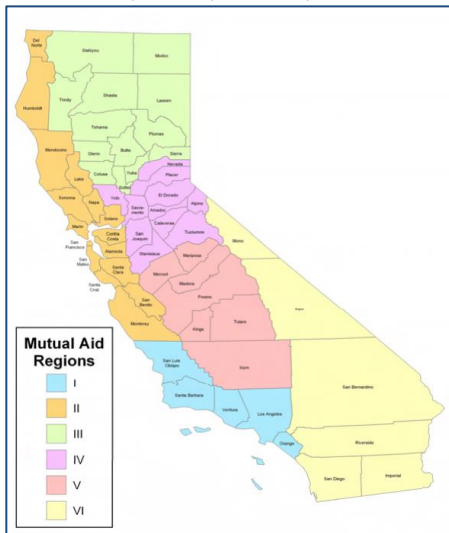 Del
Norte
Siskiyou
Modoc
Humboldt
Trinity
Shasta
Lassen
Tehama
Plumas
Mendocino
Glenn
Butte
Sierra
Nevada
Colusa
Yuba
Placer
Lake
Sutter
Yolo
El Dorado
Sonoma
Napa
Sacra-
mento
Alpine
Amador
Solano
Marin
Calaveras
Tuolumne
San
Francisco
Contra
Costa
San
Joaquin
Mono
Alameda
Stanislaus
Mariposa
San
Mateo
Santa
Clara
Merced
Madera
Santa
Cruz
San
Benito
Fresno
Monterey
Kings
Tulare
San Luis
Obispo
Kern
San Bernardino
Santa Barbara
Ventura
Los Angeles
Orange
Riverside
San Diego
Imperial
Mutual Aid
Regions
I
II
III
IV
V
VI